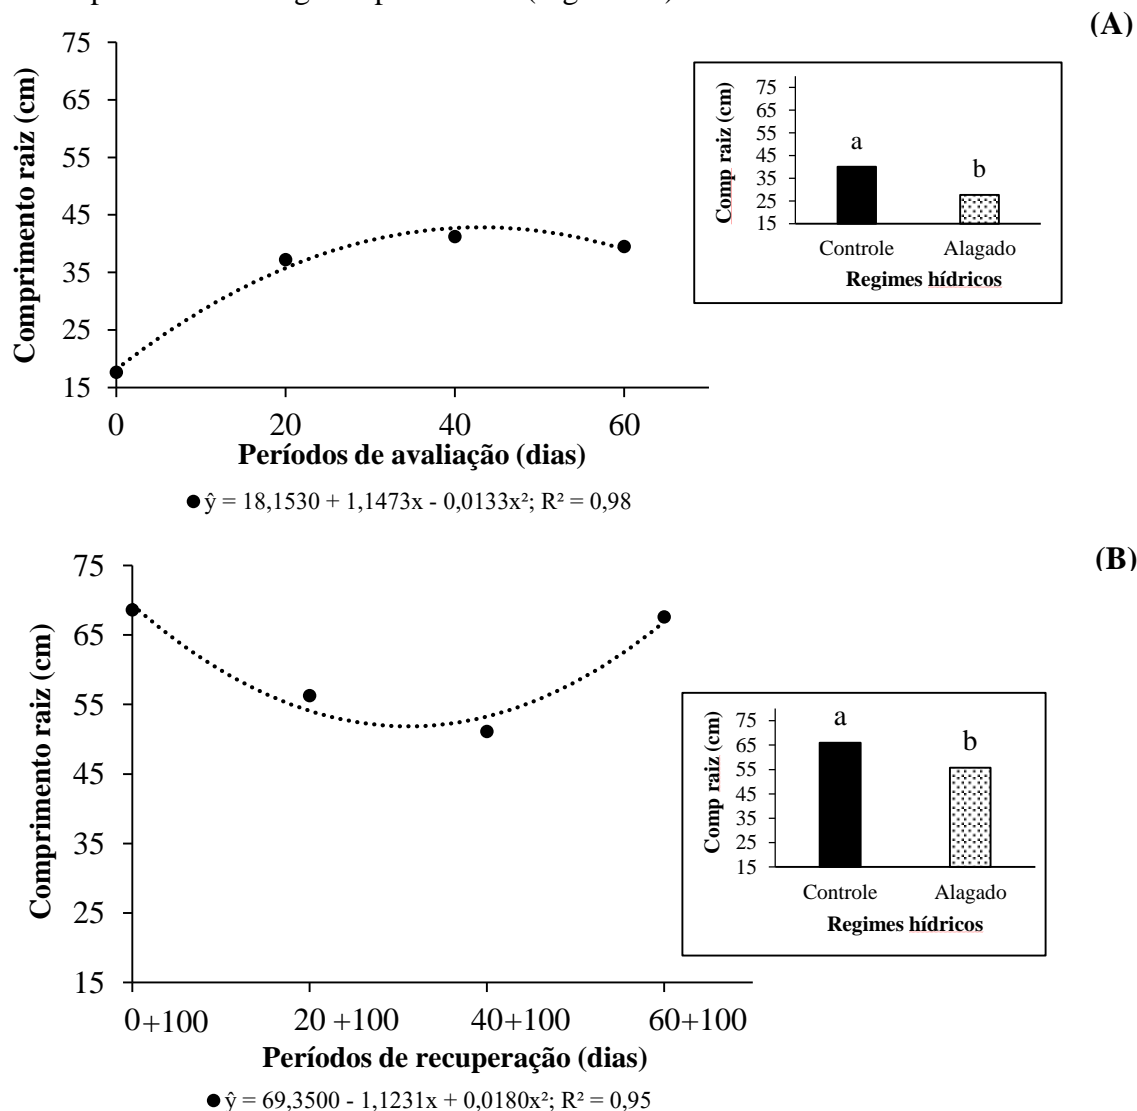 (A)
75
65
55
45
35
25
15
Comprimento raiz (cm)
0 20 40 60
Períodos de avaliação (dias)
ŷ = 18,1530 + 1,1473x - 0,0133x²; R² = 0,98
75
65
55
45
35
25
15
Comp raiz (cm)
a
b
Controle Alagado
Regimes hídricos
(B)
75
65
55
45
35
25
15
Comprimento raiz (cm)
0+100 20 +100 40+100 60+100
Períodos de recuperação (dias)
ŷ = 69,3500 - 1,1231x + 0,0180x²; R² = 0,95
75
65
55
45
35
25
15
Comp raiz (cm)
a
b
Controle Alagado
Regimes hídricos